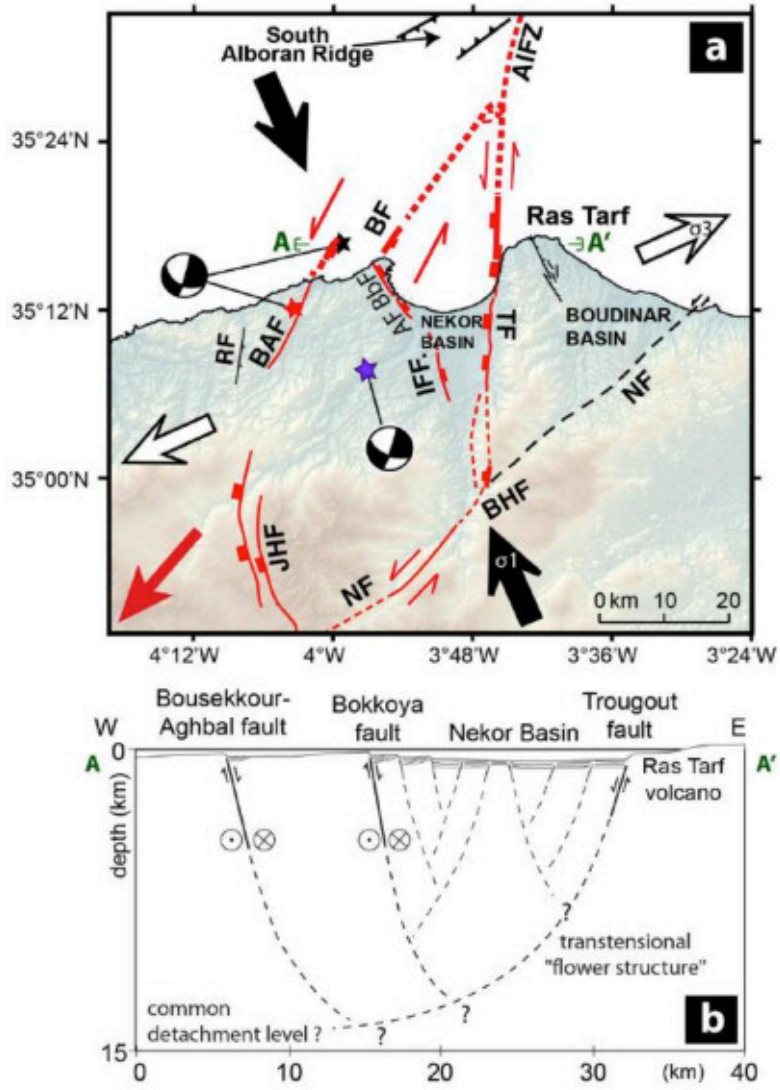 South
Alboran Ridge
a
AIFZ
35°24'N
BF
Ras Tarf
A
A'
σ3
35°12'N
AF BbF
NEKOR
BASIN
TF
BOUDINAR
BASIN
RF
BAF
IFF.
NF
35°00'N
BHF
JHF
NF
σ1
0 km 10 20
4°12'W 4°W 3°48'W 3°36'W 3°24'W
Bousekkour-
Aghbal fault
Bokkoya
fault
Nekor Basin
Trougout
fault
W
E
A
0
A'
Ras Tarf
volcano
depth (km)
?
transtensional
"flower structure"
common
detachment level ?
?
?
b
15
0 10 20 30 (km) 40